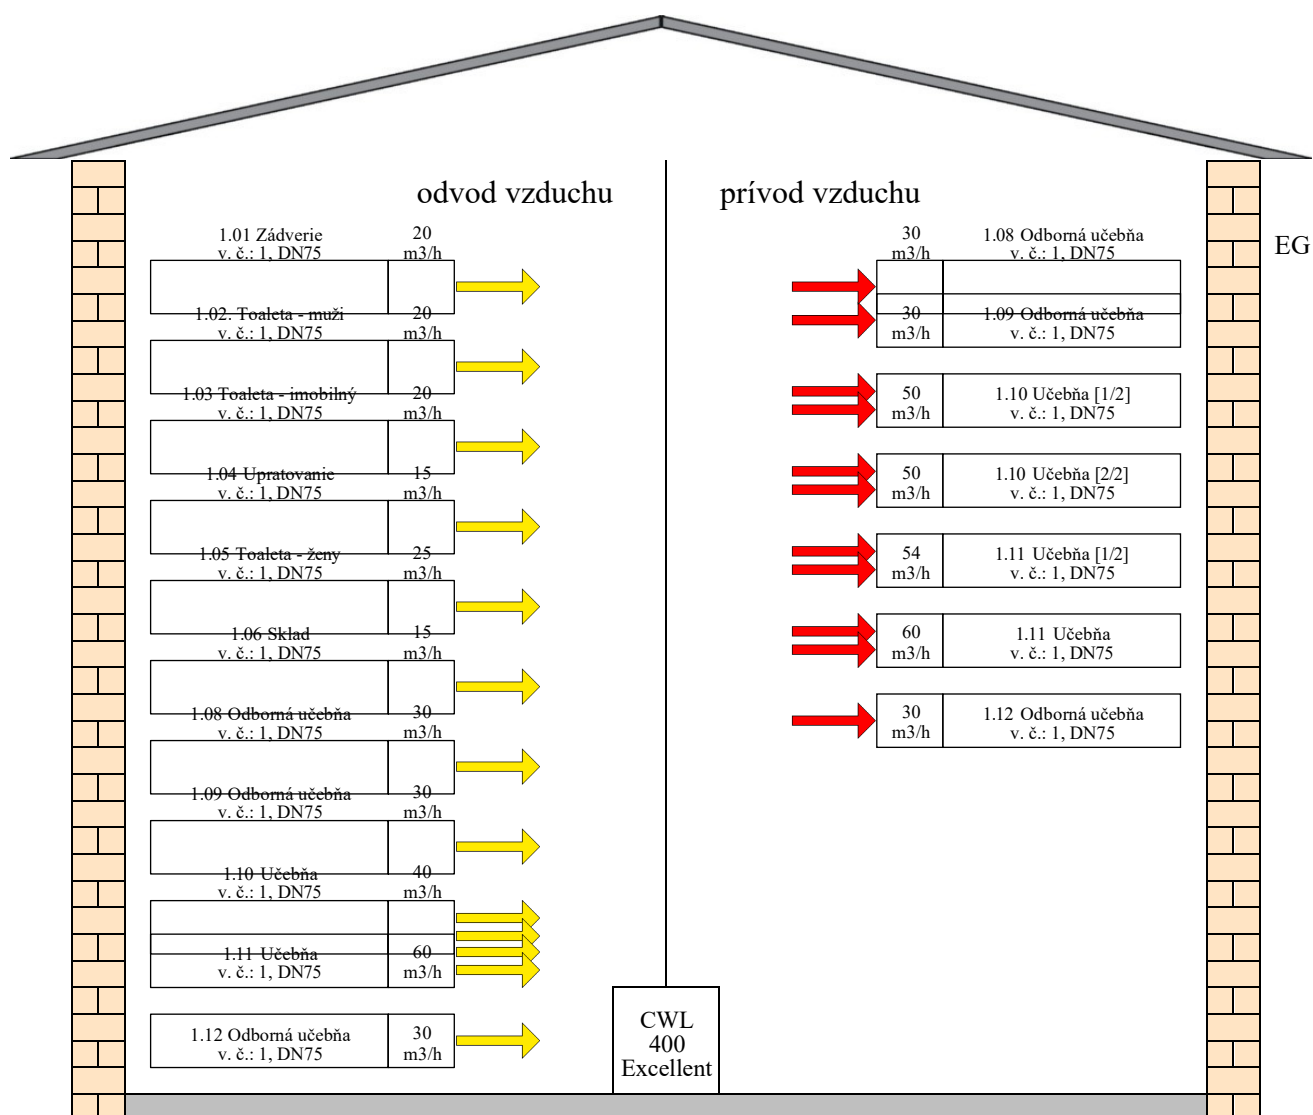 odvod vzduchu
prívod vzduchu
EG
1.01 Zádverie
v. č.: 1, DN75
20
m3/h
1.02. Toaleta - muži
v. č.: 1, DN75
20
m3/h
1.03 Toaleta - imobilný
v. č.: 1, DN75
20
m3/h
1.04 Upratovanie
v. č.: 1, DN75
15
m3/h
1.05 Toaleta - ženy
v. č.: 1, DN75
25
m3/h
1.06 Sklad
v. č.: 1, DN75
15
m3/h
1.08 Odborná učebňa
v. č.: 1, DN75
30
m3/h
1.09 Odborná učebňa
v. č.: 1, DN75
30
m3/h
1.10 Učebňa
v. č.: 1, DN75
40
m3/h
1.11 Učebňa
v. č.: 1, DN75
60
m3/h
1.12 Odborná učebňa
v. č.: 1, DN75
30
m3/h
30
m3/h
1.08 Odborná učebňa
v. č.: 1, DN75
30
m3/h
1.09 Odborná učebňa
v. č.: 1, DN75
50
m3/h
1.10 Učebňa [1/2]
v. č.: 1, DN75
50
m3/h
1.10 Učebňa [2/2]
v. č.: 1, DN75
54
m3/h
1.11 Učebňa [1/2]
v. č.: 1, DN75
60
m3/h
1.11 Učebňa
v. č.: 1, DN75
30
m3/h
1.12 Odborná učebňa
v. č.: 1, DN75
CWL
400
Excellent